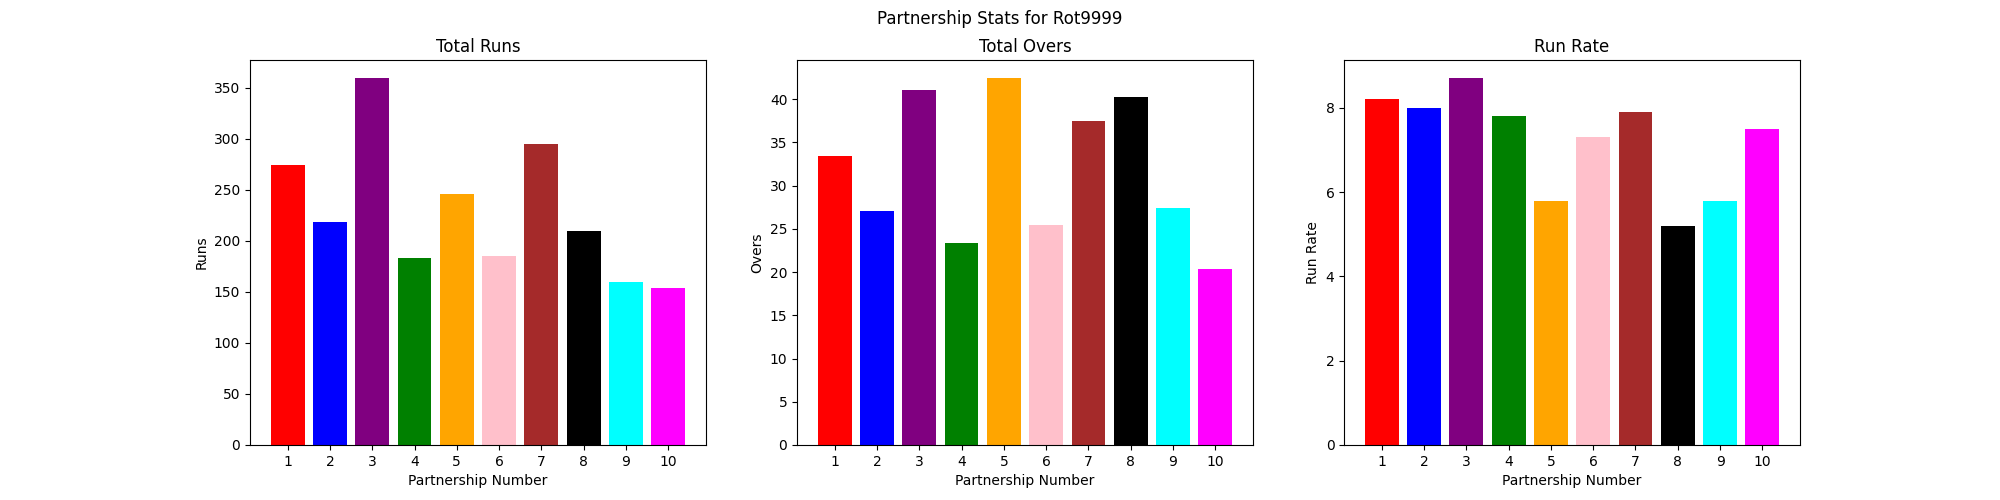 Partnership Stats for Rot9999
Total Runs
Runs
350
300
250
200
150
100
50
0
1 2 3 4 5 6 7 8 9 10
Partnership Number
Total Overs
Overs
40
35
30
25
20
15
10
5
0
1 2 3 4 5 6 7 8 9 10
Partnership Number
Run Rate
Run Rate
8
6
4
2
0
1 2 3 4 5 6 7 8 9 10
Partnership Number